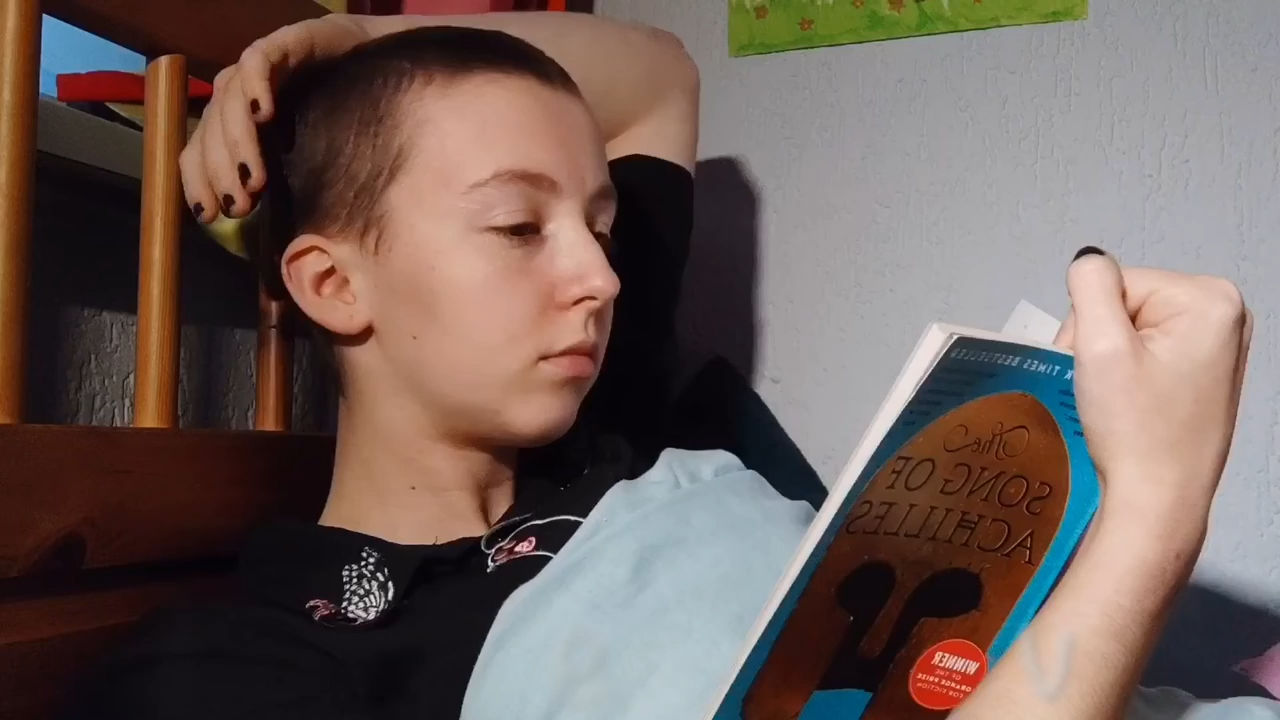 K TIMES BESTSELLER
The
SONG OF
ACHILLES
WINNER
OF THE
ORANGE PRIZE
FOR FICTION